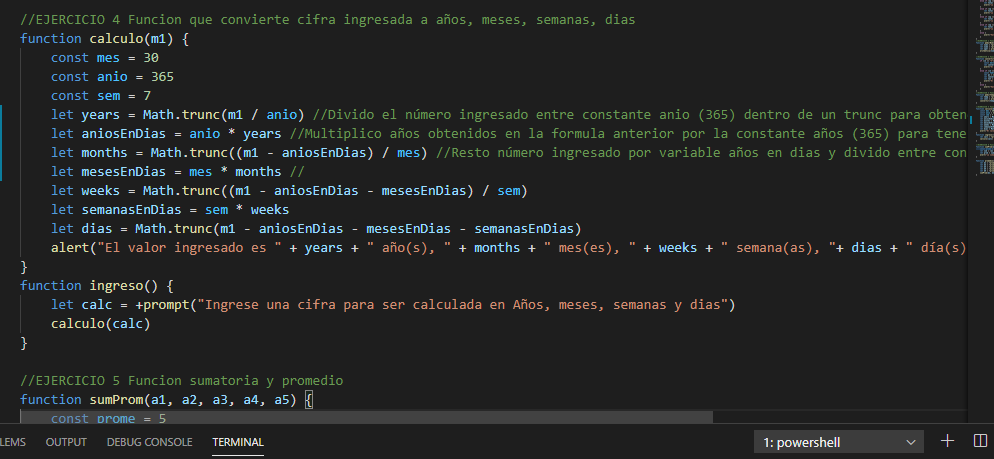 //EJERCICIO 4 Funcion que convierte cifra ingresada a años, meses, semanas, dias
function calculo(m1) {
    const mes = 30
    const anio = 365
    const sem = 7
    let years = Math.trunc(m1 / anio) //Divido el número ingresado entre constante anio (365) dentro de un trunc para obten
    let aniosEnDias = anio * years //Multiplico años obtenidos en la formula anterior por la constante años (365) para tene
    let months = Math.trunc((m1 - aniosEnDias) / mes) //Resto número ingresado por variable años en dias y divido entre con
    let mesesEnDias = mes * months //
    let weeks = Math.trunc((m1 - aniosEnDias - mesesEnDias) / sem)
    let semanasEnDias = sem * weeks
    let dias = Math.trunc(m1 - aniosEnDias - mesesEnDias - semanasEnDias)
    alert("El valor ingresado es " + years + " año(s), " + months + " mes(es), " + weeks + " semana(as), "+ dias + " día(s)
}
function ingreso() {
    let calc = +prompt("Ingrese una cifra para ser calculada en Años, meses, semanas y dias")
    calculo(calc)
}
//EJERCICIO 5 Funcion sumatoria y promedio
function sumProm(a1, a2, a3, a4, a5) {
    const prome = 5
LEMS OUTPUT DEBUG CONSOLE TERMINAL 1: powershell